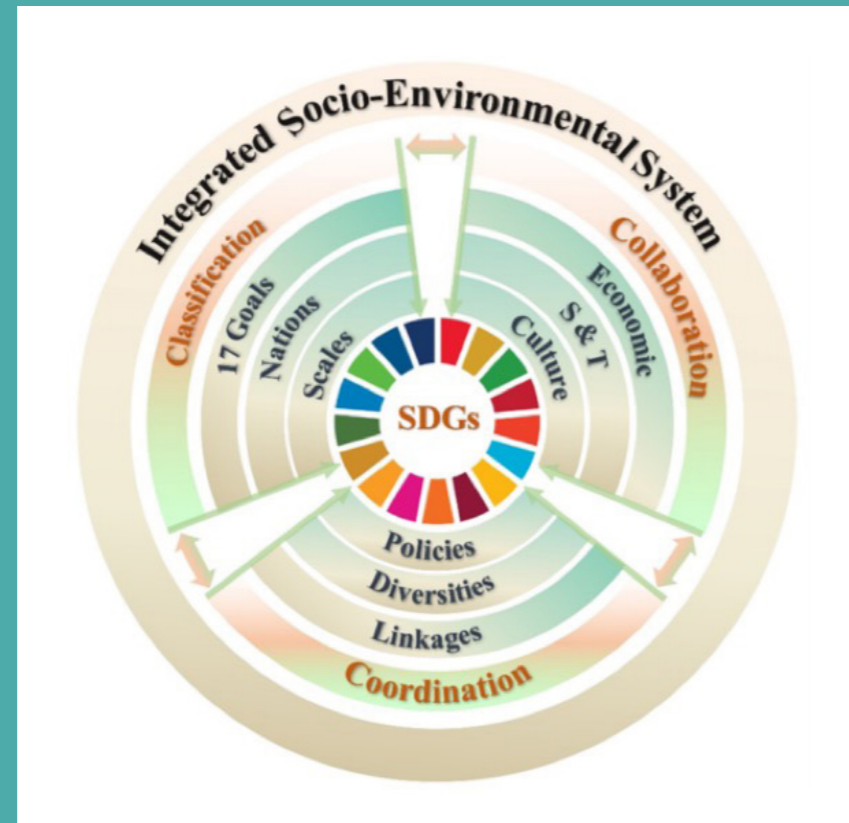 Integrated Socio-Environmental System
Classification
17 Goals
Nations
Scales
Collaboration
Economic
S & T
Culture
SDGs
Policies
Diversities
Linkages
Coordination